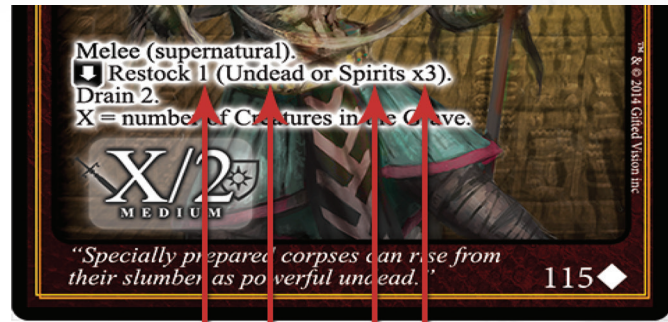 Melee (supernatural).
Restock 1 (Undead or Spirits x3).
Drain 2.
X = number of Creatures in the Grave.
X/2
MEDIUM
"Specially prepared corpses can rise from
their slumber as powerful undead."
115
™ & © 2014 Gifted Vision inc